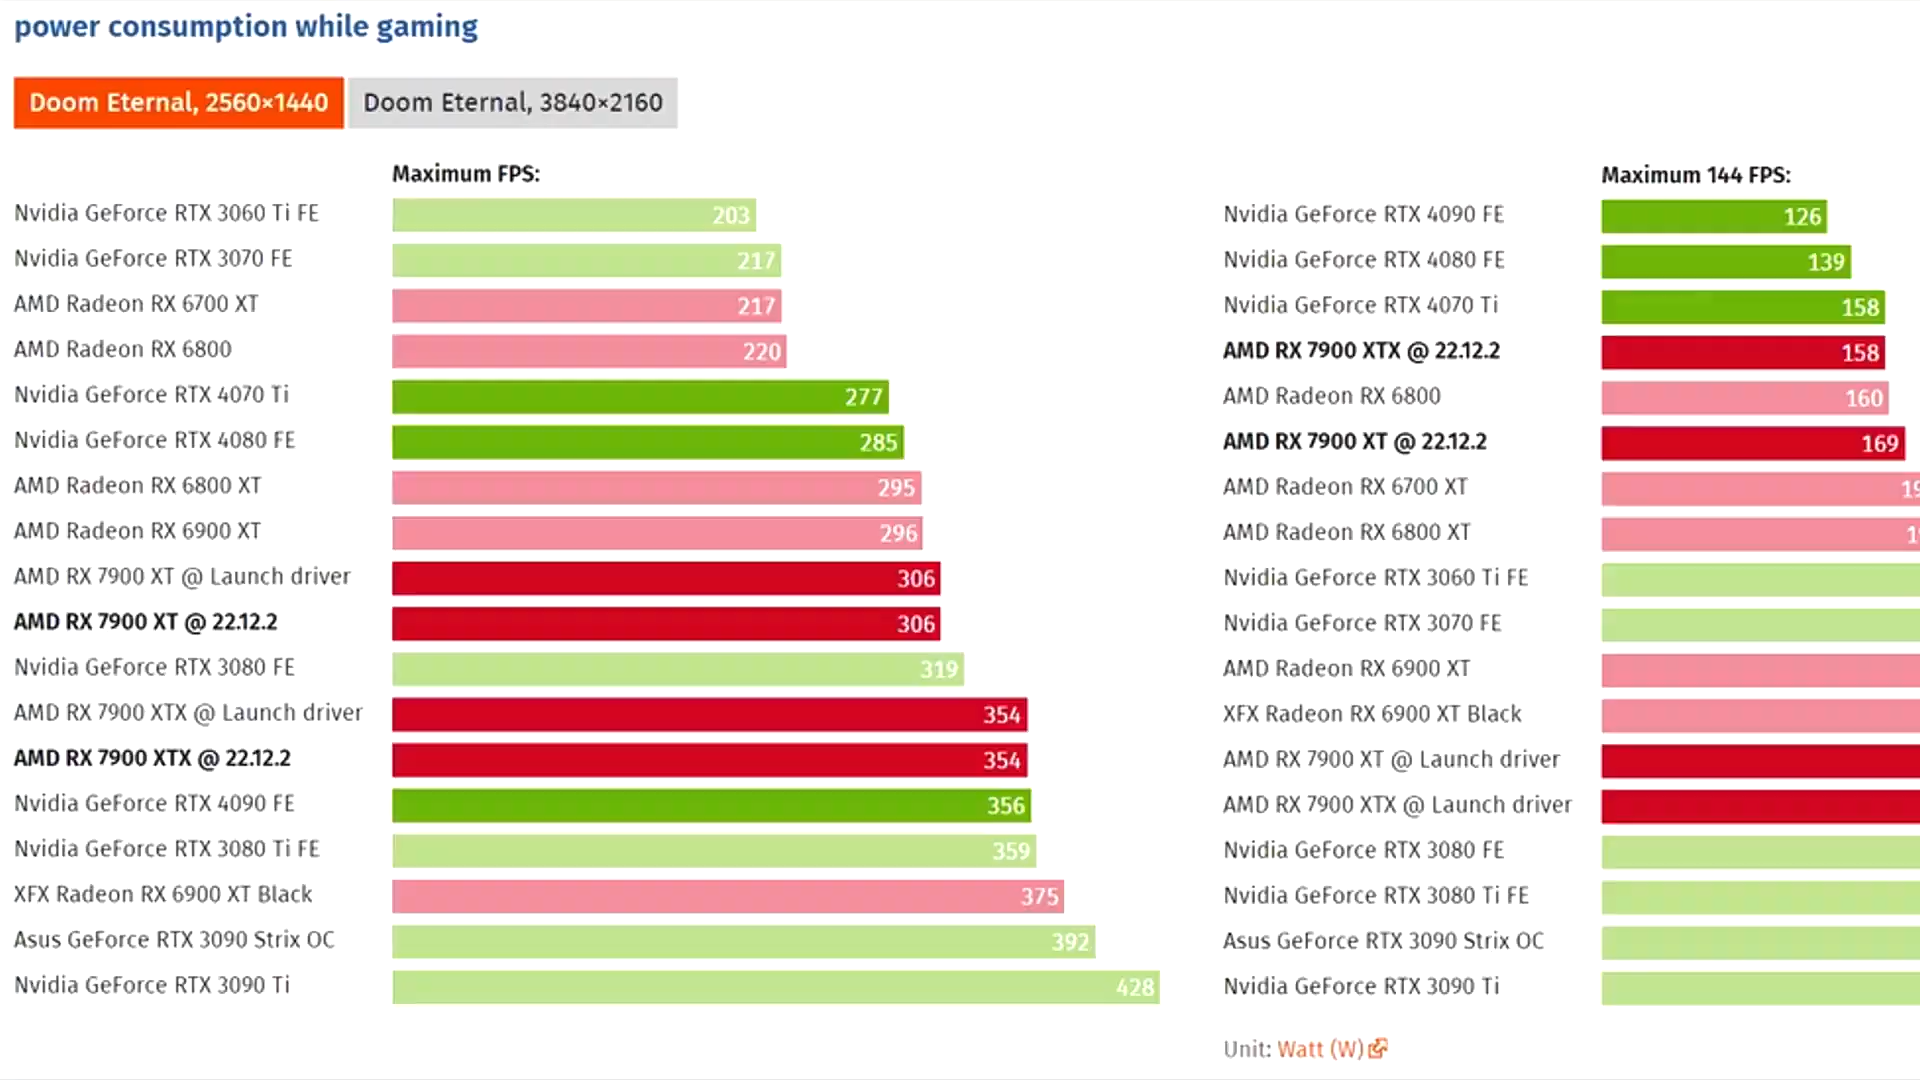 power consumption while gaming
Doom Eternal, 2560×1440
Doom Eternal, 3840×2160
Maximum FPS:
Nvidia GeForce RTX 3060 Ti FE 203
Nvidia GeForce RTX 3070 FE 217
AMD Radeon RX 6700 XT 217
AMD Radeon RX 6800 220
Nvidia GeForce RTX 4070 Ti 277
Nvidia GeForce RTX 4080 FE 285
AMD Radeon RX 6800 XT 295
AMD Radeon RX 6900 XT 296
AMD RX 7900 XT @ Launch driver 306
AMD RX 7900 XT @ 22.12.2 306
Nvidia GeForce RTX 3080 FE 319
AMD RX 7900 XTX @ Launch driver 354
AMD RX 7900 XTX @ 22.12.2 354
Nvidia GeForce RTX 4090 FE 356
Nvidia GeForce RTX 3080 Ti FE 359
XFX Radeon RX 6900 XT Black 375
Asus GeForce RTX 3090 Strix OC 392
Nvidia GeForce RTX 3090 Ti 428
Maximum 144 FPS:
Nvidia GeForce RTX 4090 FE 126
Nvidia GeForce RTX 4080 FE 139
Nvidia GeForce RTX 4070 Ti 158
AMD RX 7900 XTX @ 22.12.2 158
AMD Radeon RX 6800 160
AMD RX 7900 XT @ 22.12.2 169
AMD Radeon RX 6700 XT
AMD Radeon RX 6800 XT
Nvidia GeForce RTX 3060 Ti FE
Nvidia GeForce RTX 3070 FE
AMD Radeon RX 6900 XT
XFX Radeon RX 6900 XT Black
AMD RX 7900 XT @ Launch driver
AMD RX 7900 XTX @ Launch driver
Nvidia GeForce RTX 3080 FE
Nvidia GeForce RTX 3080 Ti FE
Asus GeForce RTX 3090 Strix OC
Nvidia GeForce RTX 3090 Ti
Unit: Watt (W)